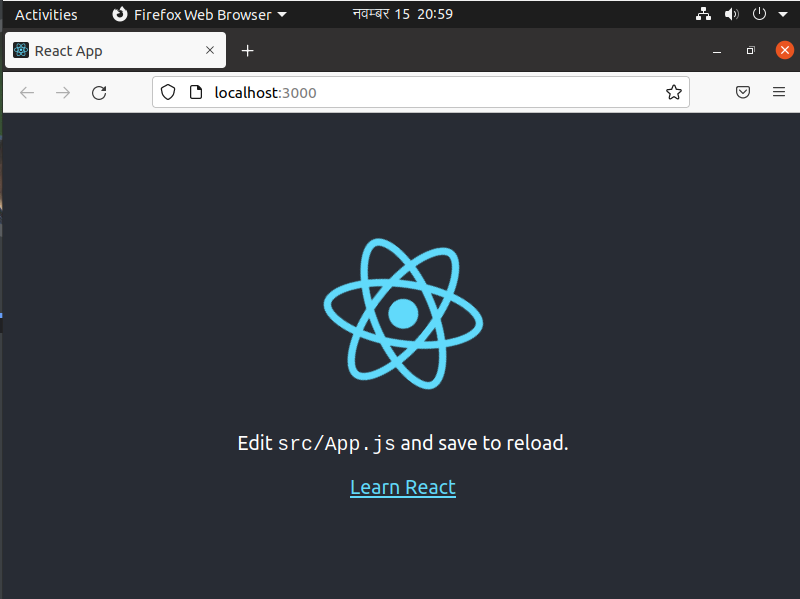 Activities Firefox Web Browser नवम्बर 15 20:59
React App
localhost:3000
Edit src/App.js and save to reload.
Learn React